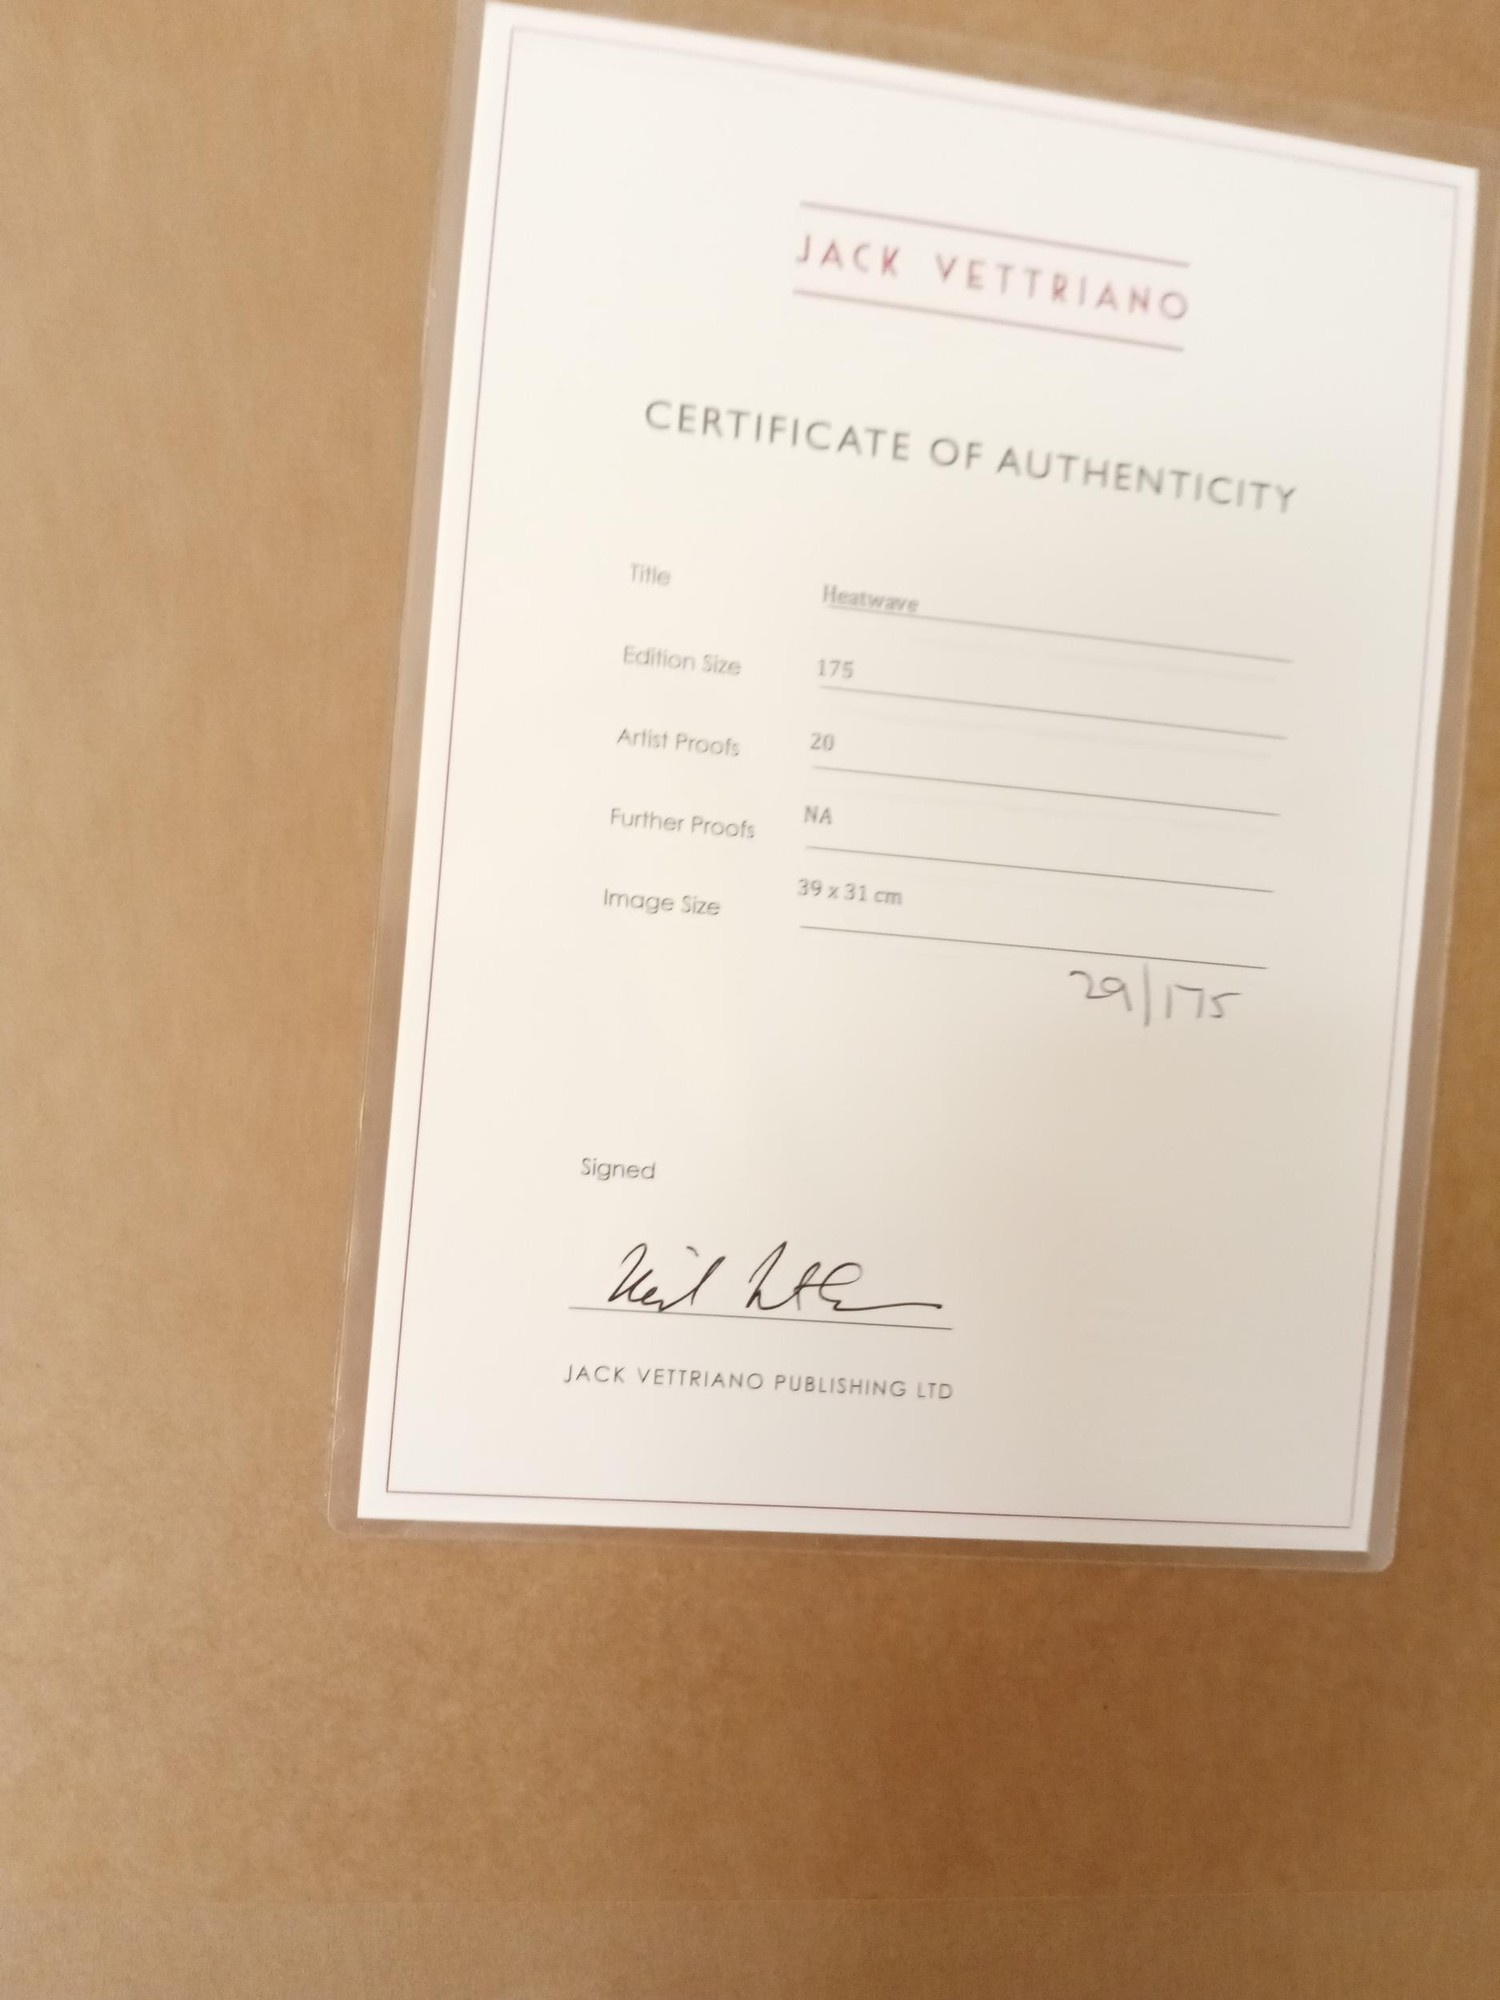 JACK VETTRIANO
CERTIFICATE OF AUTHENTICITY
Title Heatwave
Edition Size 175
Artist Proofs 20
Further Proofs NA
Image Size 39 x 31 cm
29/175
Signed
JACK VETTRIANO PUBLISHING LTD